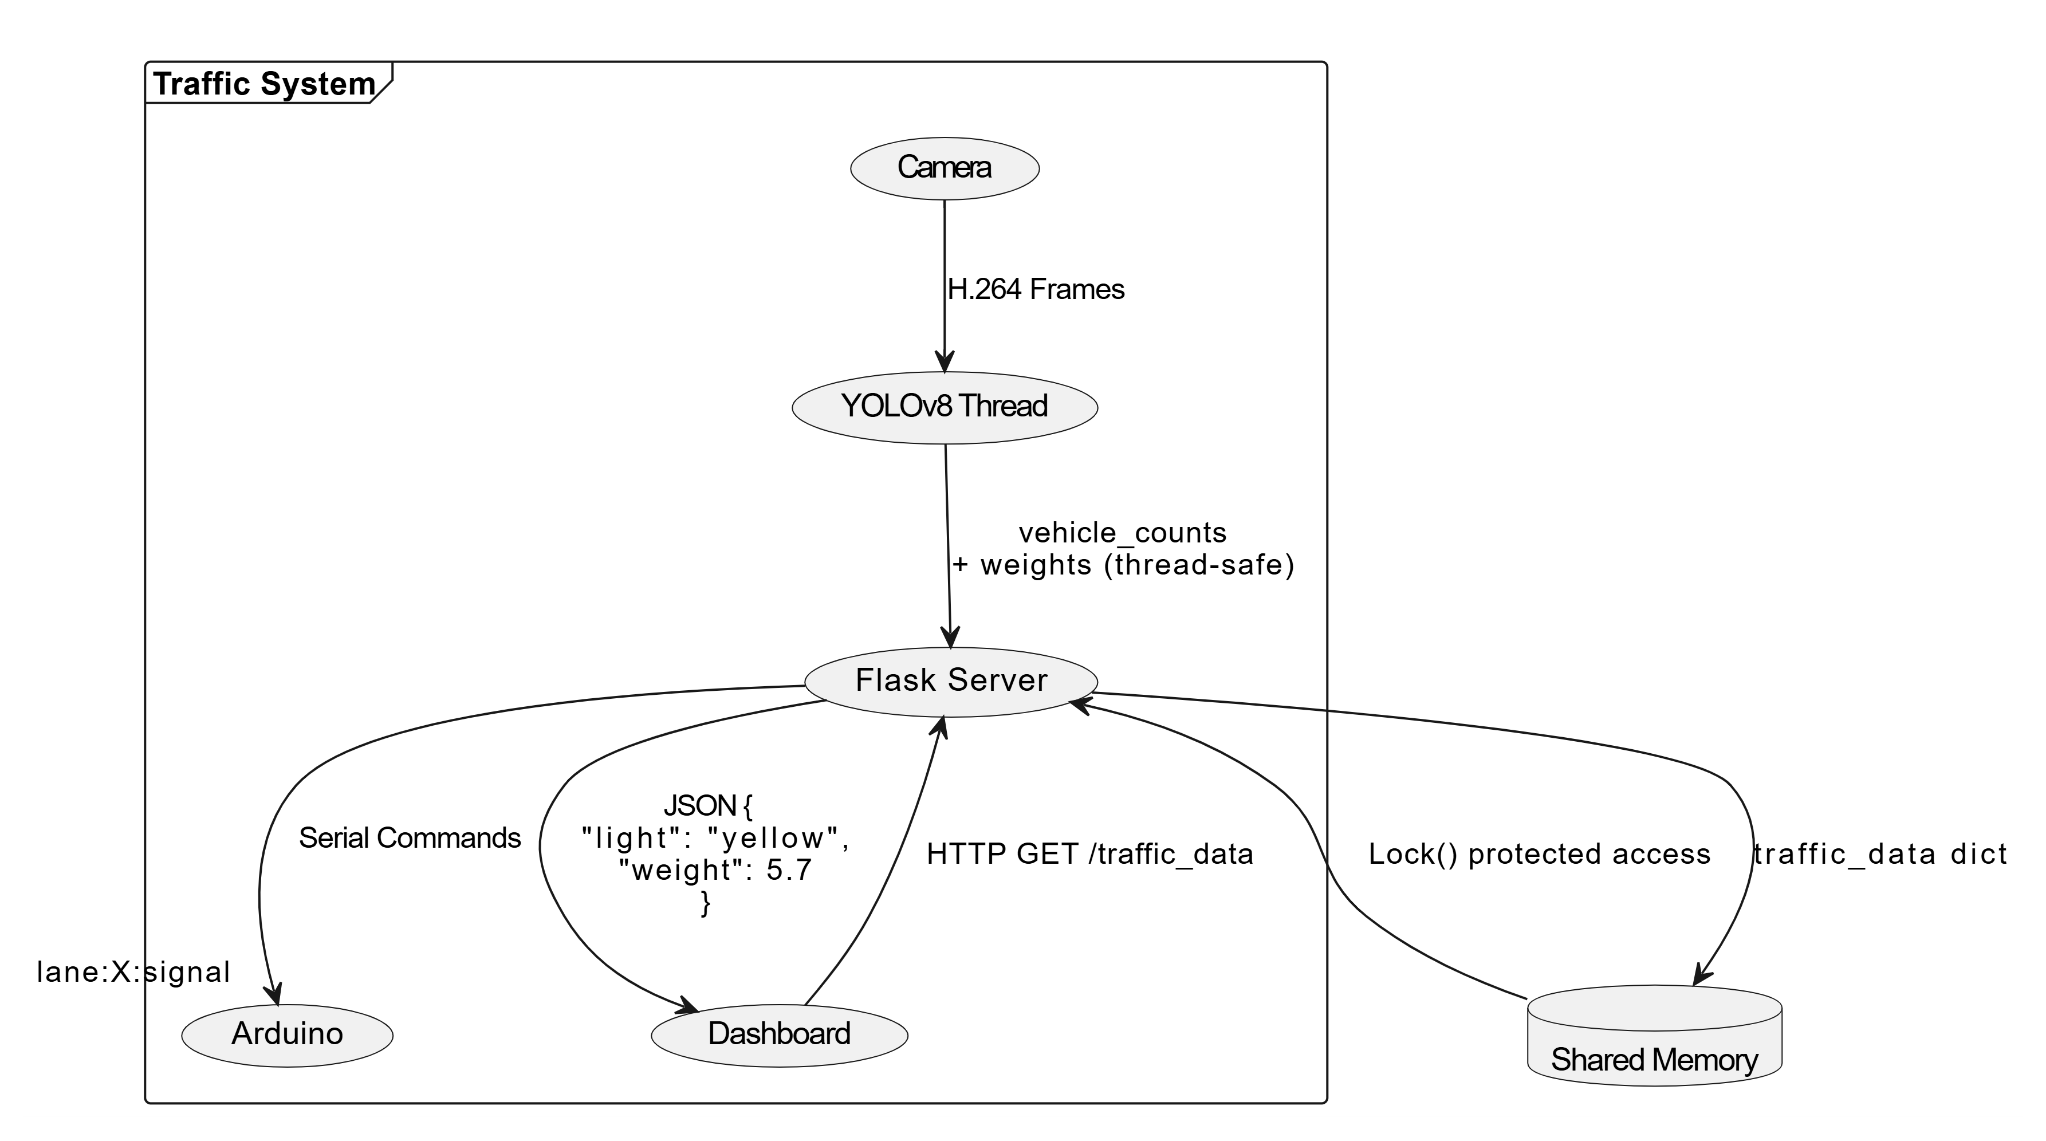 Traffic System
Camera
H.264 Frames
YOLOv8 Thread
vehicle_counts
+ weights (thread-safe)
Flask Server
Serial Commands
JSON {
"light": "yellow",
"weight": 5.7
}
HTTP GET /traffic_data
Lock() protected access
traffic_data dict
lane:X:signal
Arduino
Dashboard
Shared Memory